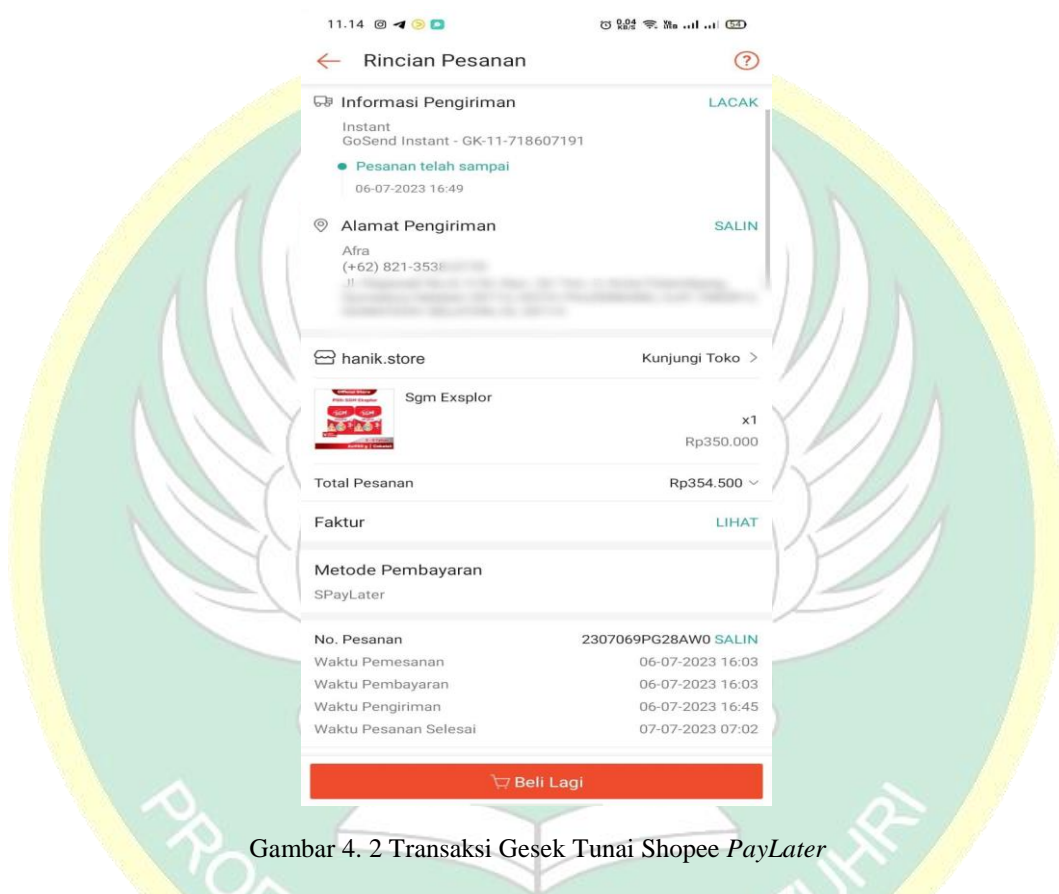 11.14
0.04 KB/S
54
Rincian Pesanan
Informasi Pengiriman LACAK
Instant
GoSend Instant - GK-11-718607191
Pesanan telah sampai
06-07-2023 16:49
Alamat Pengiriman SALIN
Afra
(+62) 821-353
hanik.store Kunjungi Toko >
Sgm Exsplor
x1
Rp350.000
Total Pesanan Rp354.500
Faktur LIHAT
Metode Pembayaran
SPayLater
No. Pesanan 2307069PG28AW0 SALIN
Waktu Pemesanan 06-07-2023 16:03
Waktu Pembayaran 06-07-2023 16:03
Waktu Pengiriman 06-07-2023 16:45
Waktu Pesanan Selesai 07-07-2023 07:02
Beli Lagi
Gambar 4. 2 Transaksi Gesek Tunai Shopee PayLater